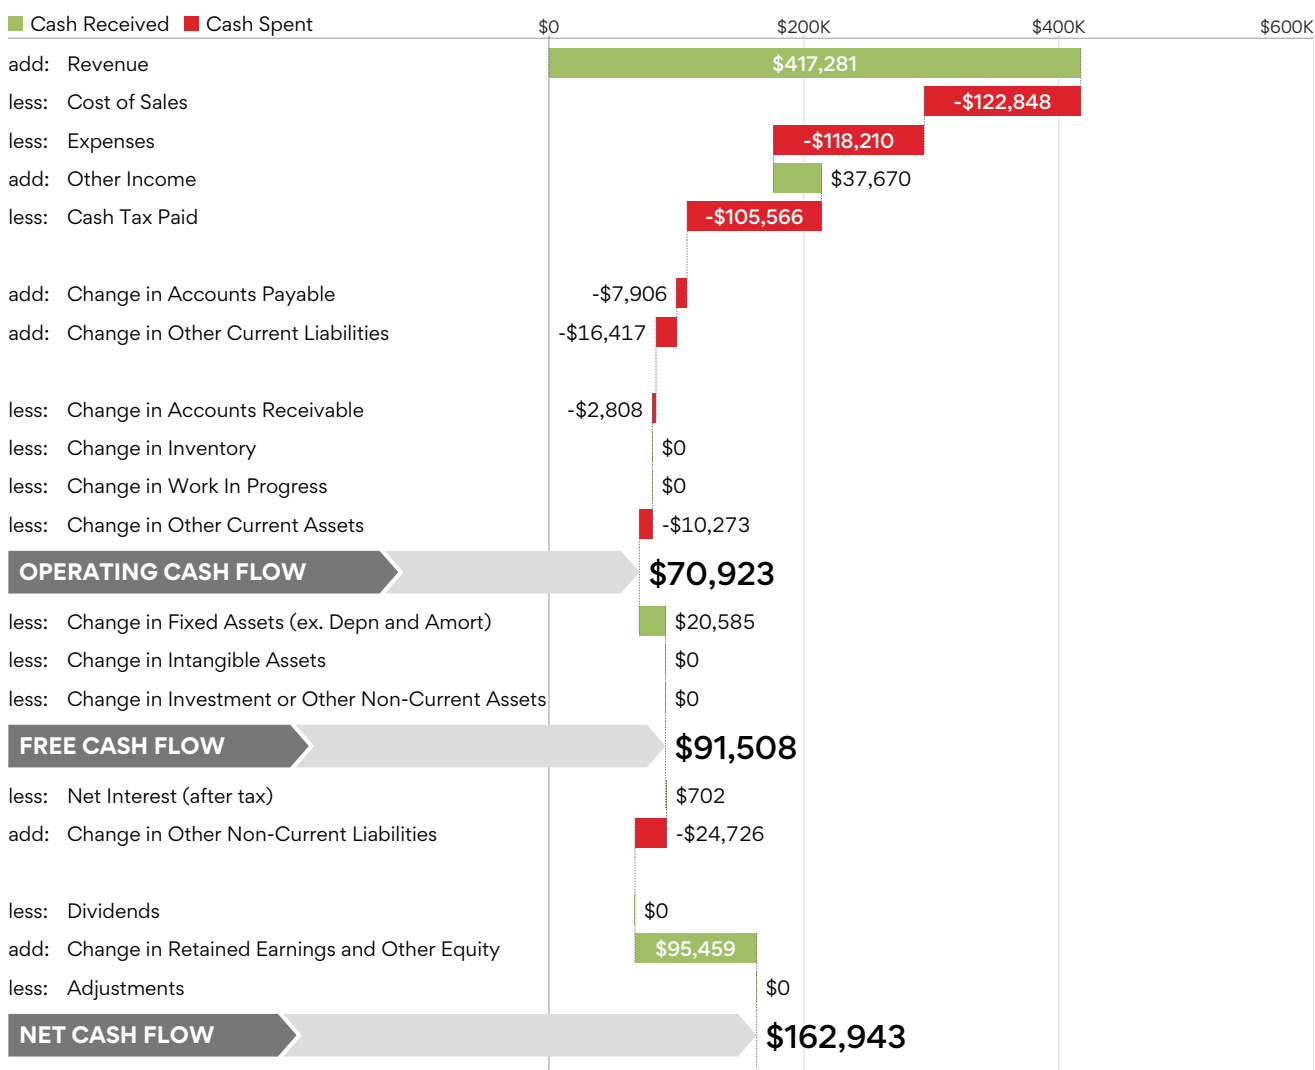 Cash Received Cash Spent $0 $200K $400K $600K
add: Revenue $417,281
less: Cost of Sales -$122,848
less: Expenses -$118,210
add: Other Income $37,670
less: Cash Tax Paid -$105,566
add: Change in Accounts Payable -$7,906
add: Change in Other Current Liabilities -$16,417
less: Change in Accounts Receivable -$2,808
less: Change in Inventory $0
less: Change in Work In Progress $0
less: Change in Other Current Assets -$10,273
OPERATING CASH FLOW $70,923
less: Change in Fixed Assets (ex. Depn and Amort) $20,585
less: Change in Intangible Assets $0
less: Change in Investment or Other Non-Current Assets $0
FREE CASH FLOW $91,508
less: Net Interest (after tax) $702
add: Change in Other Non-Current Liabilities -$24,726
less: Dividends $0
add: Change in Retained Earnings and Other Equity $95,459
less: Adjustments $0
NET CASH FLOW $162,943